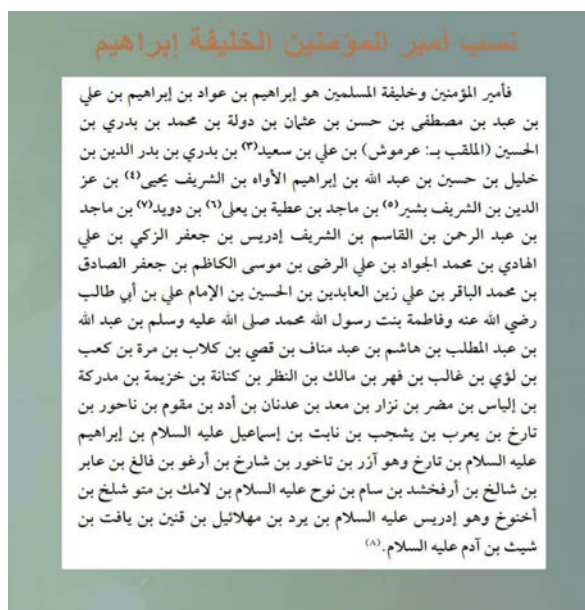 نسب أمير المؤمنين الخليفة إبراهيم
فأمير المؤمنين وخليفة المسلمين هو إبراهيم بن عواد بن إبراهيم بن علي
بن عبد بن مصطفى بن حسن بن عثمان بن دولة بن محمد بن بدري بن
الحسين (الملقب بـ: عرموش) بن علي بن سعيد(٣) بن بدري بن بدر الدين بن
خليل بن حسين بن عبد الله بن إبراهيم الأواه بن الشريف يحيى(٤) بن عز
الدين بن الشريف بشير(٥) بن ماجد بن عطية بن يعلى(٦) بن دويد(٧) بن ماجد
بن عبد الرحمن بن القاسم بن الشريف إدريس بن جعفر الزكي بن علي
الهادي بن محمد الجواد بن علي الرضى بن موسى الكاظم بن جعفر الصادق
بن محمد الباقر بن علي زين العابدين بن الحسين بن الإمام علي بن أبي طالب
رضي الله عنه وفاطمة بنت رسول الله محمد صلى الله عليه وسلم بن عبد الله
بن عبد المطلب بن هاشم بن عبد مناف بن قصي بن كلاب بن مرة بن كعب
بن لؤي بن غالب بن فهر بن مالك بن النظر بن كنانة بن خزيمة بن مدركة
بن إلياس بن مضر بن نزار بن معد بن عدنان بن أدد بن مقوم بن ناحور بن
تارخ بن يعرب بن يشجب بن نابت بن إسماعيل عليه السلام بن إبراهيم
عليه السلام بن تارخ وهو آزر بن تاخور بن شارخ بن أرغو بن فالغ بن عابر
بن شالخ بن أرفخشد بن سام بن نوح عليه السلام بن لامك بن متو شلخ بن
أخنوخ وهو إدريس عليه السلام بن يرد بن مهلائيل بن قنين بن يافت بن
شيث بن آدم عليه السلام.(٨)